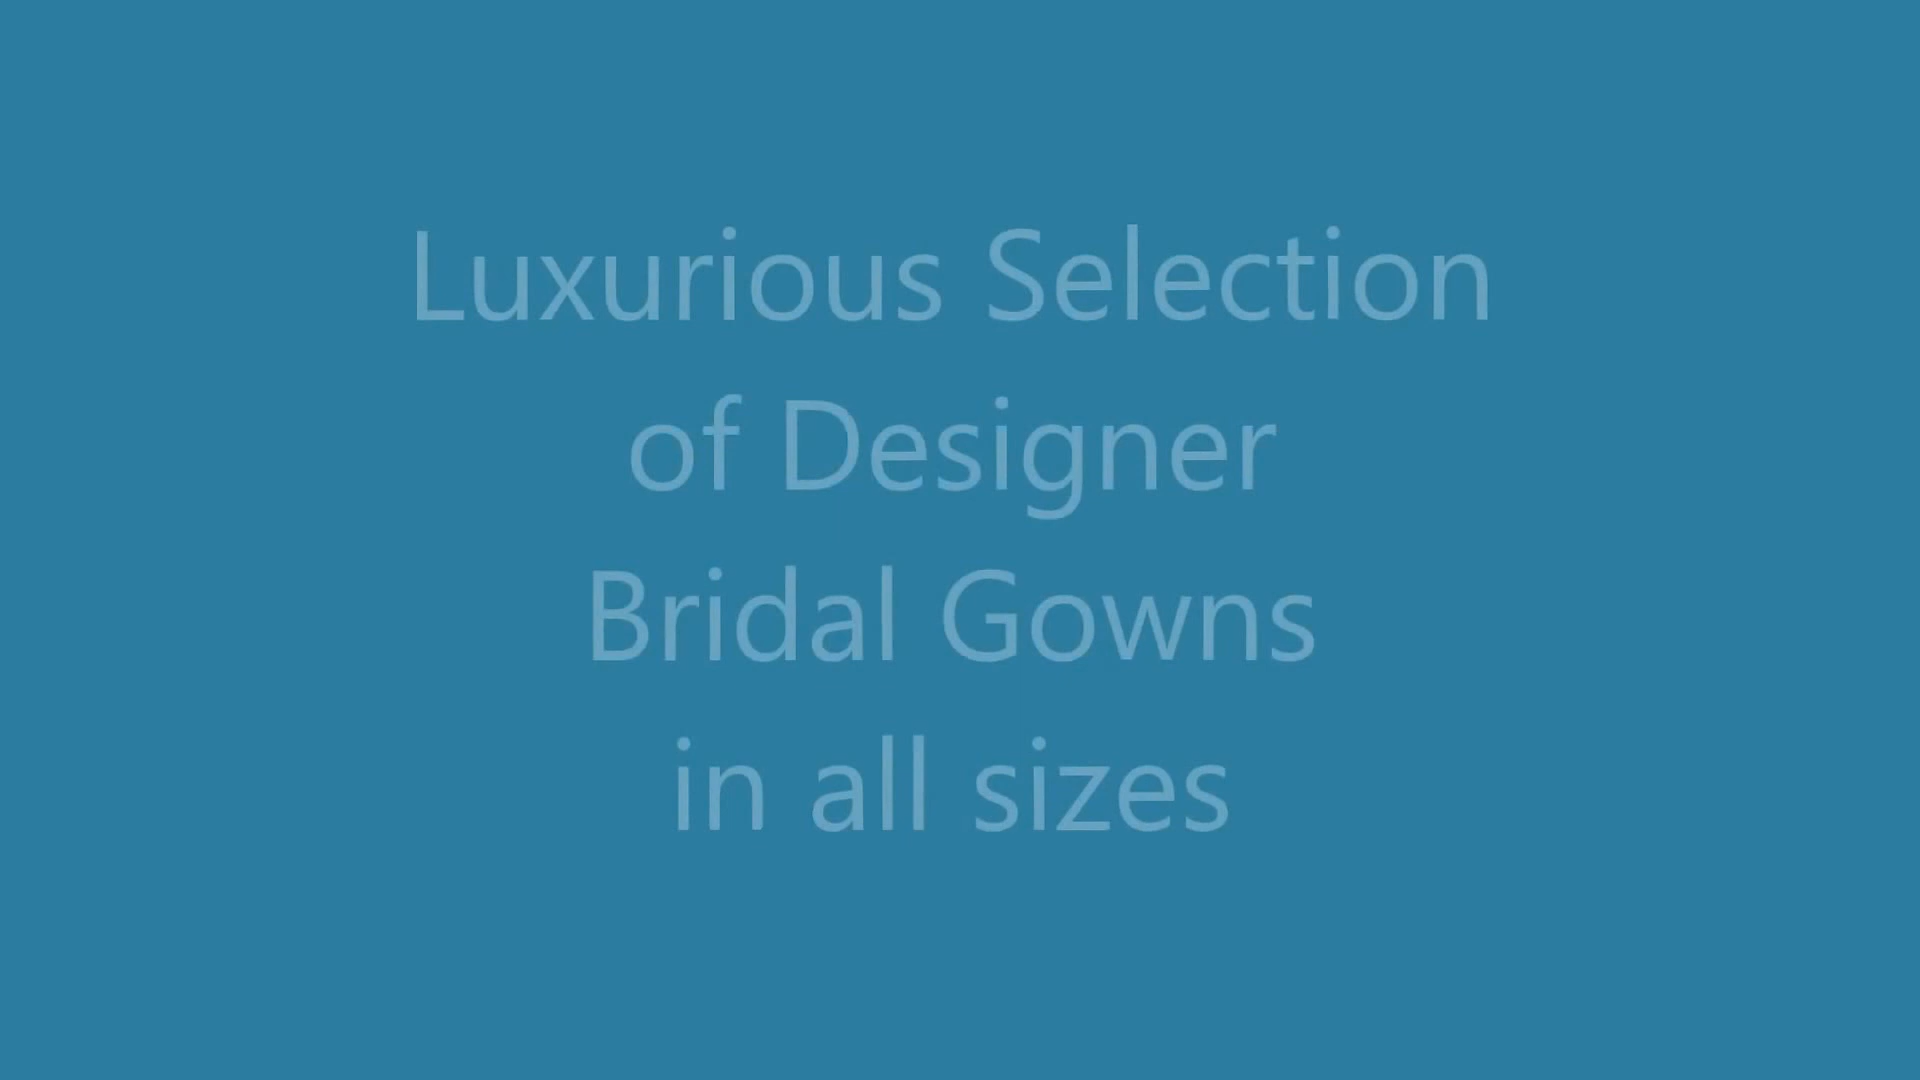 Luxurious Selection
of Designer
Bridal Gowns
in all sizes